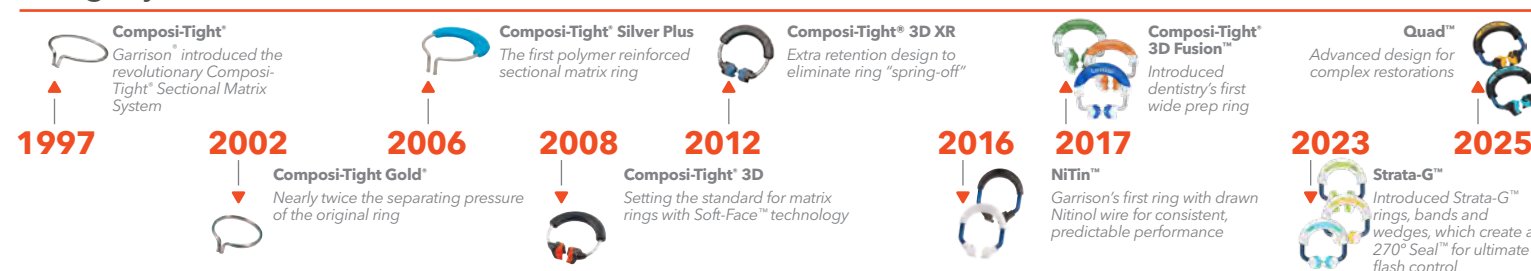 Composi-Tight®
Garrison® introduced the
revolutionary Composi-
Tight® Sectional Matrix
System
1997
2002
Composi-Tight Gold®
Nearly twice the separating pressure
of the original ring
Composi-Tight® Silver Plus
The first polymer reinforced
sectional matrix ring
2006
2008
Composi-Tight® 3D
Setting the standard for matrix
rings with Soft-Face™ technology
Composi-Tight® 3D XR
Extra retention design to
eliminate ring “spring-off”
2012
2016
NiTin™
Garrison’s first ring with drawn
Nitinol wire for consistent,
predictable performance
Composi-Tight®
3D Fusion™
Introduced
dentistry’s first
wide prep ring
2017
2023
Strata-G™
Introduced Strata-G™
rings, bands and
wedges, which create a
270º Seal™ for ultimate
flash control
Quad™
Advanced design for
complex restorations
2025